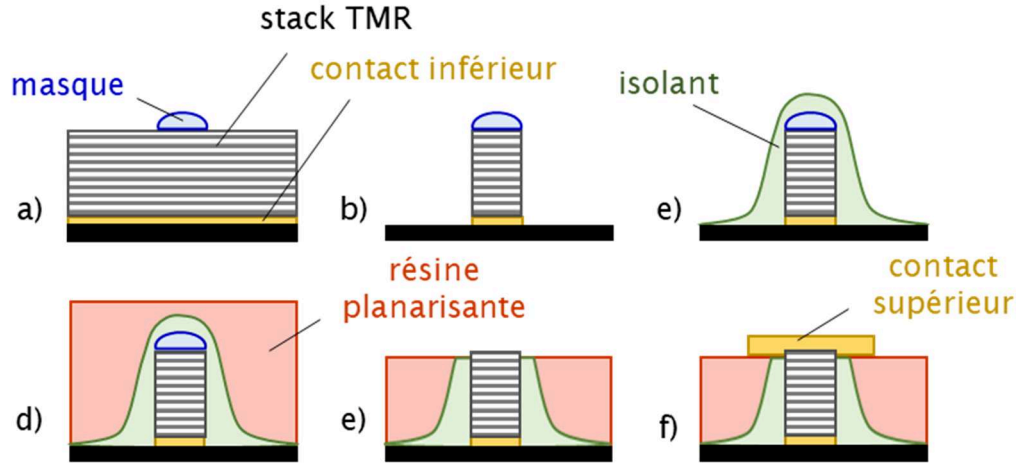 stack TMR
masque
contact inférieur
isolant
a)
b)
e)
résine
planarisante
contact
supérieur
d)
e)
f)